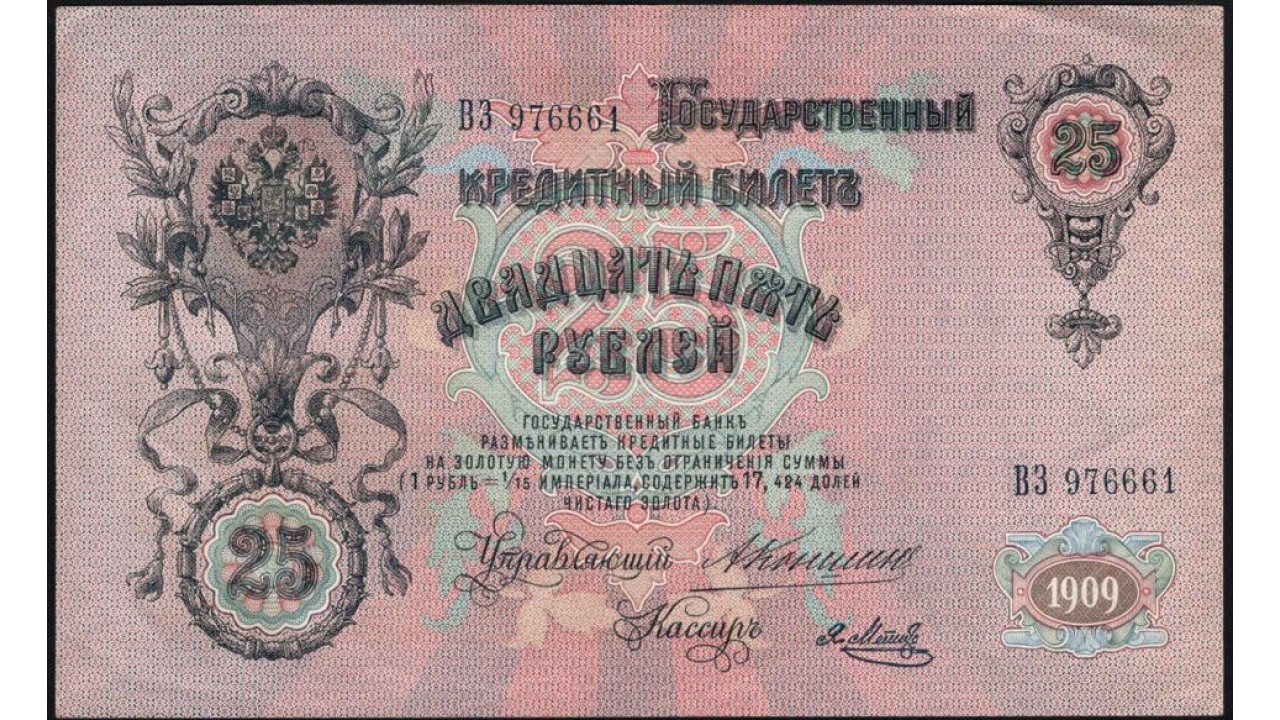 ВЗ 976661 Государственный
25
кредитный билетъ
Двадцать пять
рублей
ГОСУДАРСТВЕННЫЙ БАНКЪ
РАЗМѢНИВАЕТЪ КРЕДИТНЫЕ БИЛЕТЫ
НА ЗОЛОТУЮ МОНЕТУ БЕЗЪ ОГРАНИЧЕНІЯ СУММЫ
(1 РУБЛЬ = 1/15 ИМПЕРІАЛА, СОДЕРЖИТЪ 17,424 ДОЛЕЙ
ЧИСТАГО ЗОЛОТА).
ВЗ 976661
25
Управляющій
Кассиръ
1909
25